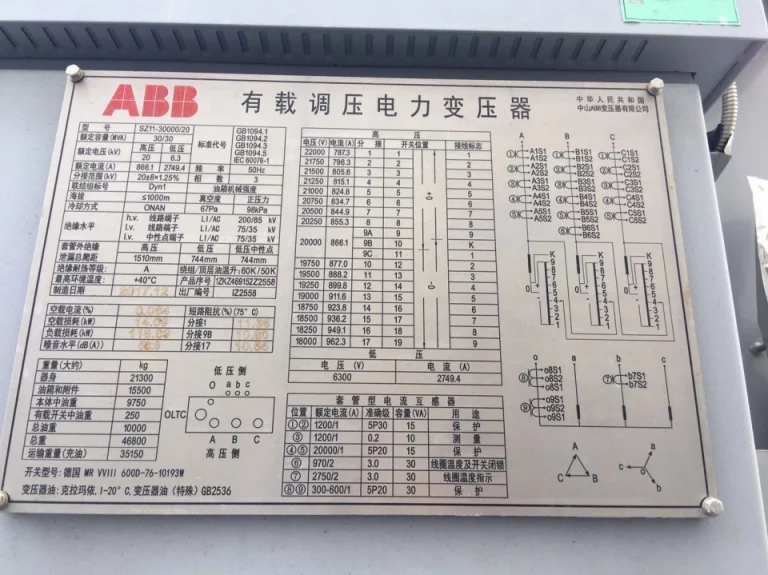 ABB 有载调压电力变压器
中华人民共和国
中山ABB变压器有限公司
型号 SZ11-30000/20 标准代号 GB1094.1
额定容量(MVA) 30/30 GB1094.2
GB1094.3
额定电压(kV) 高压 低压 GB1094.5
20 6.3 IEC 60076-1
额定电流(A) 866.1 2749.4 频率 50Hz
分接范围(kV) 20±8×1.25% 相数 3
联结组标号 Dyn1 油箱机械强度
海拔 ≤1000m 真空度 正压力
冷却方式 ONAN 67Pa 98kPa
绝缘水平 h.v. 线路端子 LI/AC 200/85 kV
l.v. 线路端子 LI/AC 75/35 kV
l.v. 中性点端子 LI/AC 75/35 kV
套管外绝缘 高压 低压 低压中性点
泄漏总爬距 1510mm 744mm 744mm
绝缘耐热等级: A 绕组/顶层油温升:60K/50K
最高环境温度: +40°C 产品序号 1ZKZ469152Z2558
制造日期 2017.12 出厂编号 IZ2558
空载电流(%) 短路阻抗(%)(75°C)
空载损耗(kW) 分接1
负载损耗(kW) 分接9B
噪音水平(dB(A)) 分接17
重量(大约) kg
器身 21300
油箱和附件 15500
本体中油重 9750
有载开关中油重 250
总油重 10000
总重 46800
运输重量(充油) 35150
低压侧
O a b c
OLTC
A B C
高压侧
开关型号: 德国 MR VVIII 600D-76-10193W
变压器油: 克拉玛依, I-20°C, 变压器油(特殊) GB2536
高压
电压(V) 电流(A) 分接 开关位置 接线标志
22000 787.3 1 1 1
21750 796.3 2 2 2
21500 805.6 3 3 3
21250 815.1 4 4 4
21000 824.8 5 5 5
20750 834.7 6 6 6
20500 844.9 7 7 7
20250 855.3 8 8 8
9A 9 9
20000 866.1 9B 10 K
9C 11 1
19750 877.0 10 12 2
19500 888.2 11 13 3
19250 899.8 12 14 4
19000 911.6 13 15 5
18750 923.8 14 16 6
18500 936.2 15 17 7
18250 949.1 16 18 8
18000 962.3 17 19 9
低压
电压(V) 电流(A)
6300 2749.4
套管型电流互感器
位置 额定电流(A) 准确级 容量(VA) 用途
①② 1200/1 5P30 15 保护
③ 1200/1 0.2 10 测量
④⑤ 20000/1 5P20 15 保护
⑥ 970/2 3.0 30 线圈温度及开关闭锁
⑦ 2750/2 3.0 30 线圈温度指示
⑧⑨ 300-600/1 5P20 30 保护
A B C
① A1S1 A1S2 B1S1 B1S2 C1S1 C1S2
② A2S1 A2S2 B2S1 B2S2 C2S1 C2S2
③ A3S1 A3S2 B3S1 B3S2 C3S1 C3S2
④ A4S1 A4S2 B4S1 B4S2 C4S1 C4S2
⑤ A5S1 A5S2 B5S1 B5S2 C5S1 C5S2
⑥ B6S1 B6S2
K 9 8 7 6 5 4 3 2 1
0 - +
o a b c
⑧ o8S1 o8S2 o8S1 ⑦ b7S1 b7S2
⑨ o9S1 o9S2 o9S1
A
C B
a
c o
b